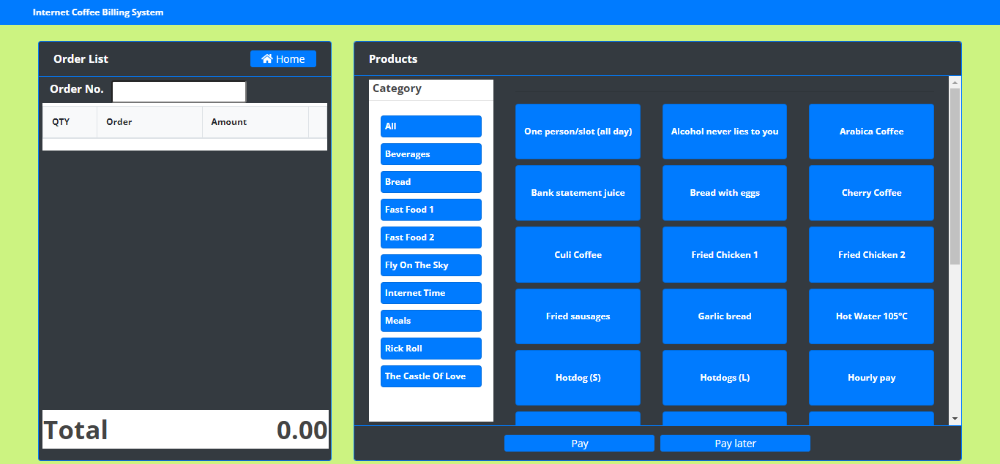 Internet Coffee Billing System
Order List
Home
Order No.
QTY Order Amount
Total 0.00
Products
Category
All
Beverages
Bread
Fast Food 1
Fast Food 2
Fly On The Sky
Internet Time
Meals
Rick Roll
The Castle Of Love
One person/slot (all day) Alcohol never lies to you Arabica Coffee
Bank statement juice Bread with eggs Cherry Coffee
Culi Coffee Fried Chicken 1 Fried Chicken 2
Fried sausages Garlic bread Hot Water 105°C
Hotdog (S) Hotdogs (L) Hourly pay
Pay Pay later